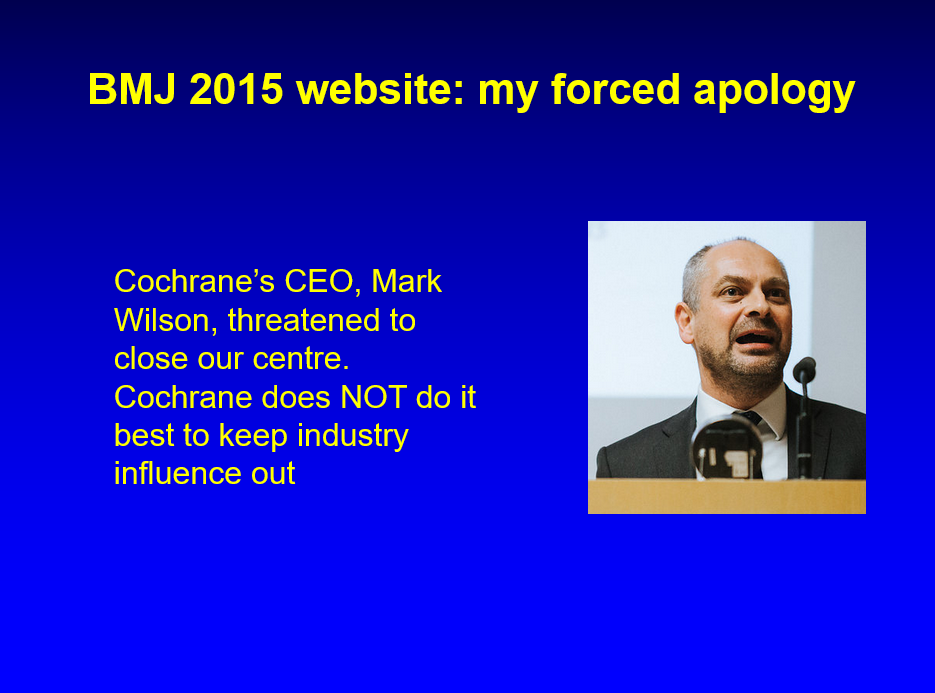 BMJ 2015 website: my forced apology
Cochrane’s CEO, Mark
Wilson, threatened to
close our centre.
Cochrane does NOT do it
best to keep industry
influence out